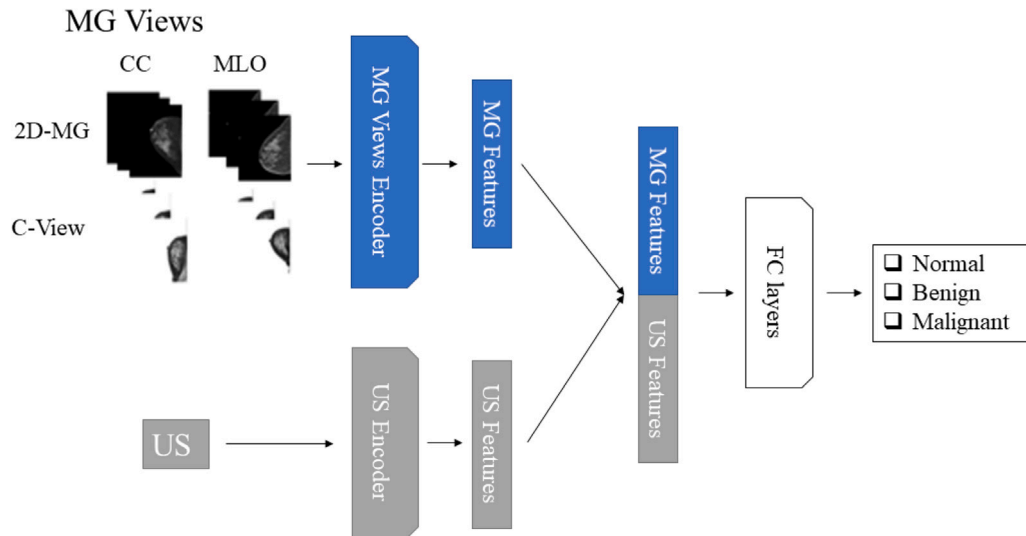 MG Views
CC
MLO
2D-MG
C-View
MG Views Encoder
MG Features
US
US Encoder
US Features
MG Features
US Features
FC layers
❑ Normal
❑ Benign
❑ Malignant